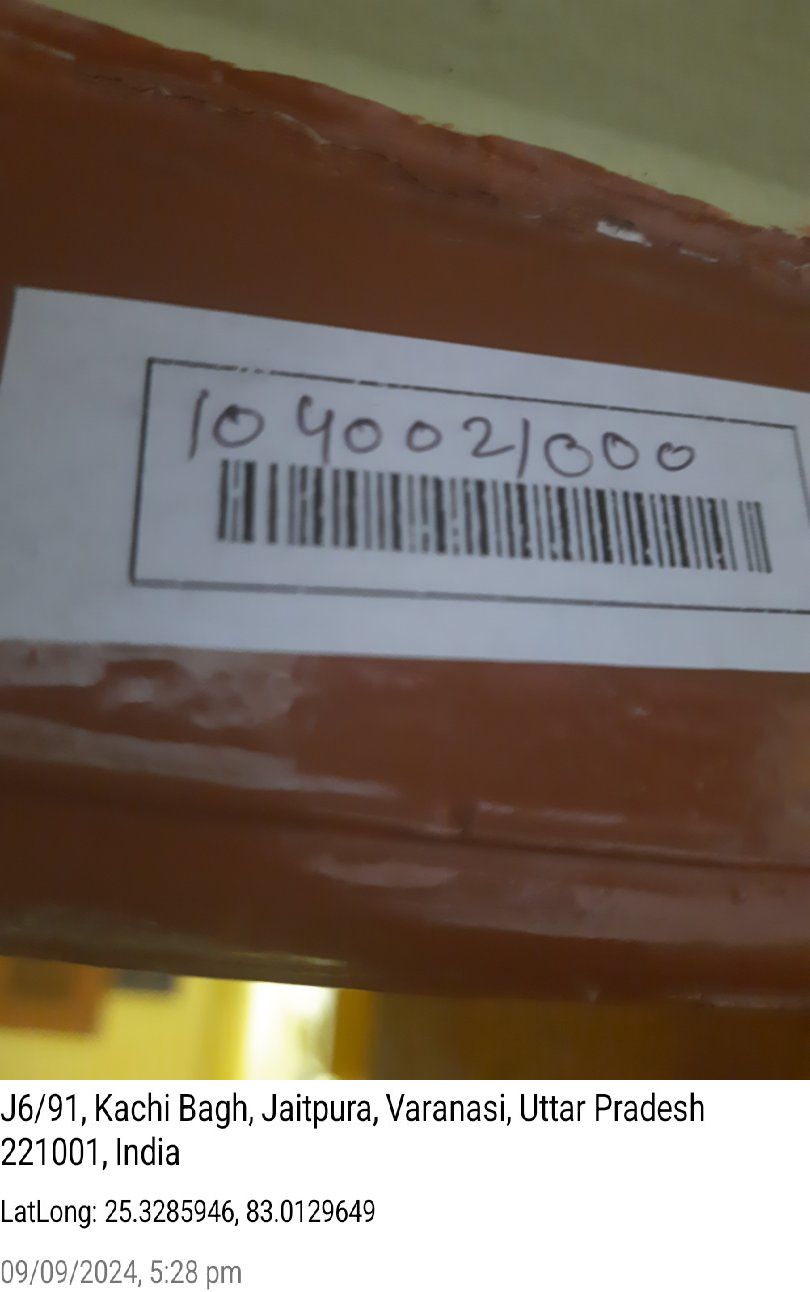 1040021000
J6/91, Kachi Bagh, Jaitpura, Varanasi, Uttar Pradesh
221001, India
LatLong: 25.3285946, 83.0129649
09/09/2024, 5:28 pm